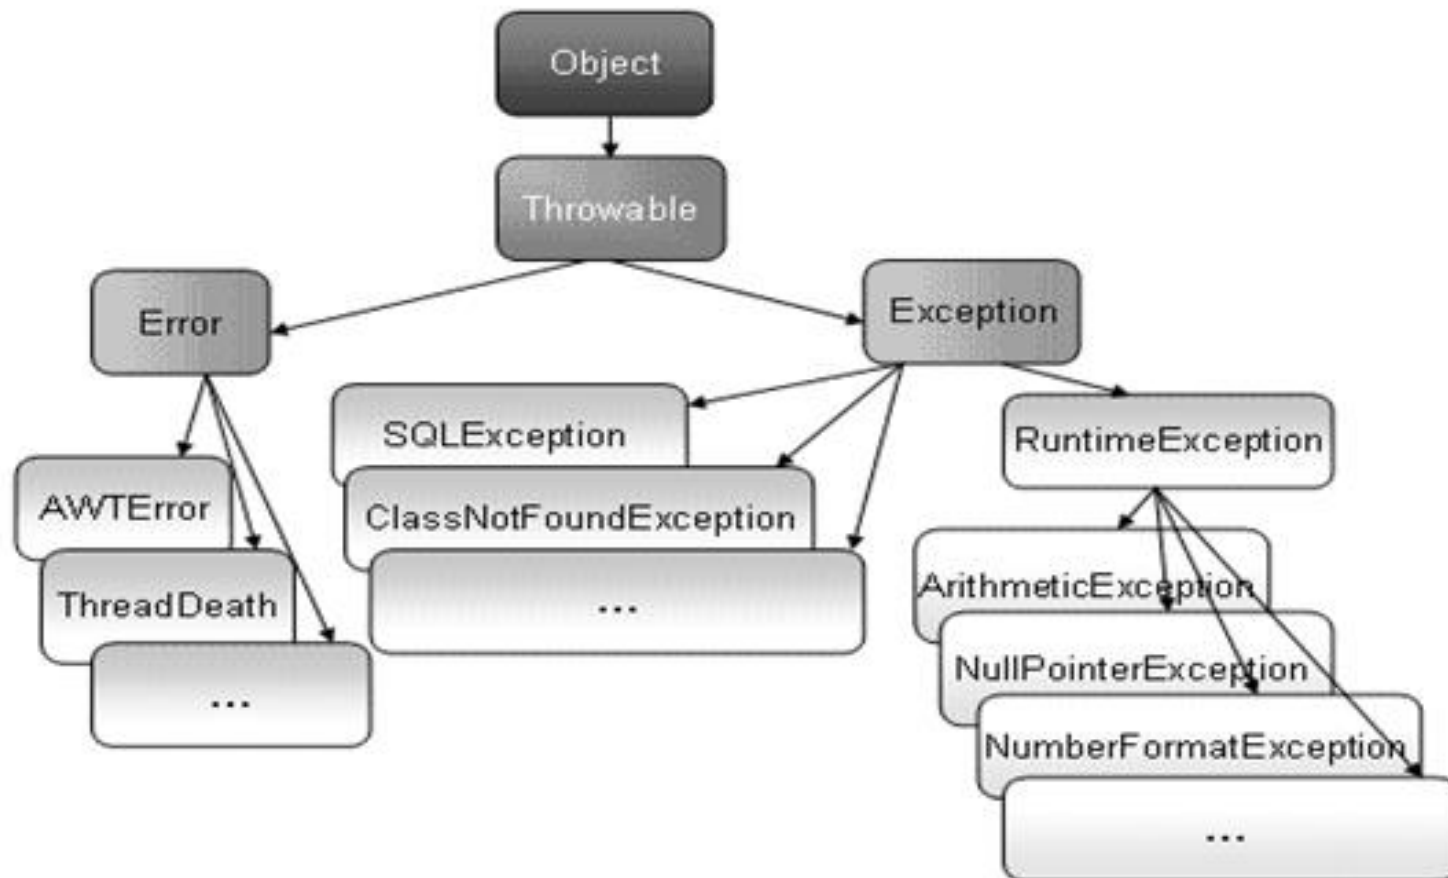 Object
Throwable
Error
Exception
SQLException
RuntimeException
AWTError
ClassNotFoundException
ThreadDeath
...
ArithmeticException
...
NullPointerException
NumberFormatException
...